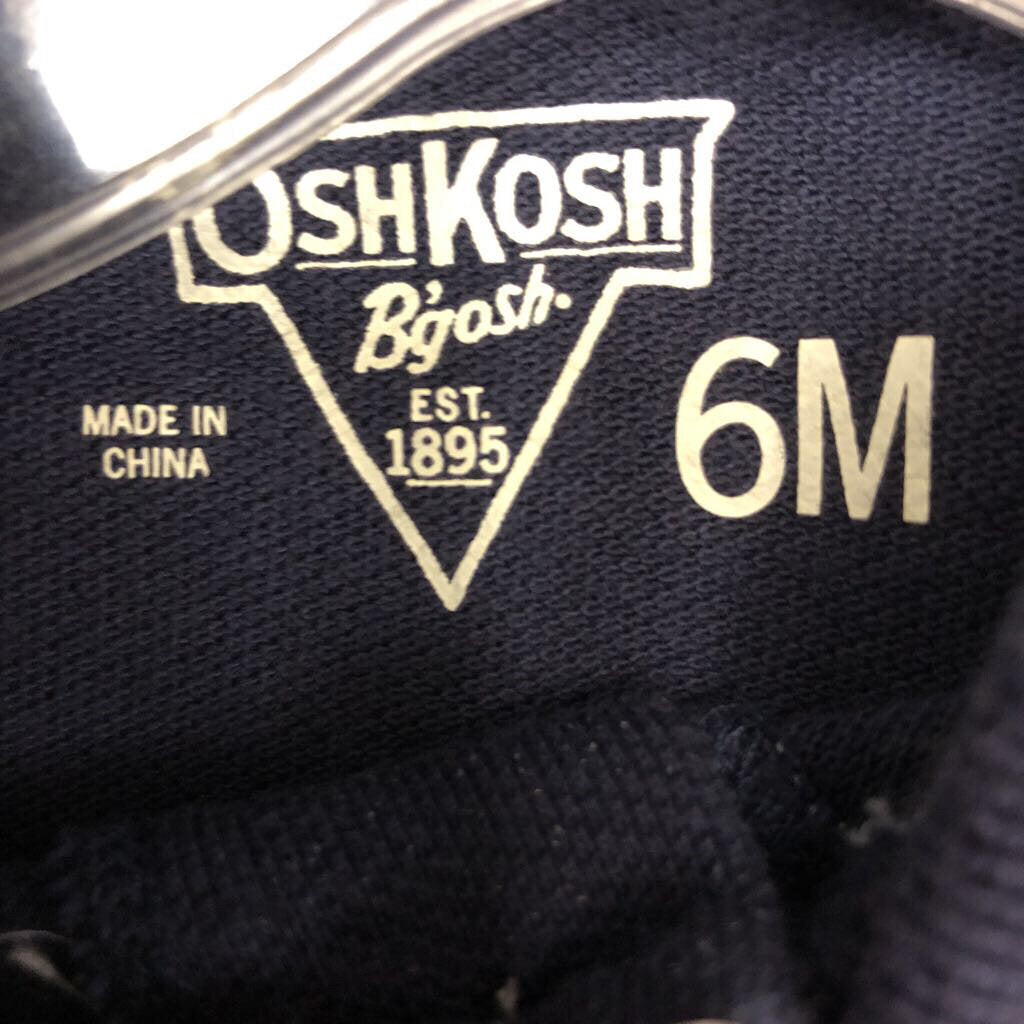 OSHKOSH
B'gosh.
EST.
1895
MADE IN
CHINA
6M